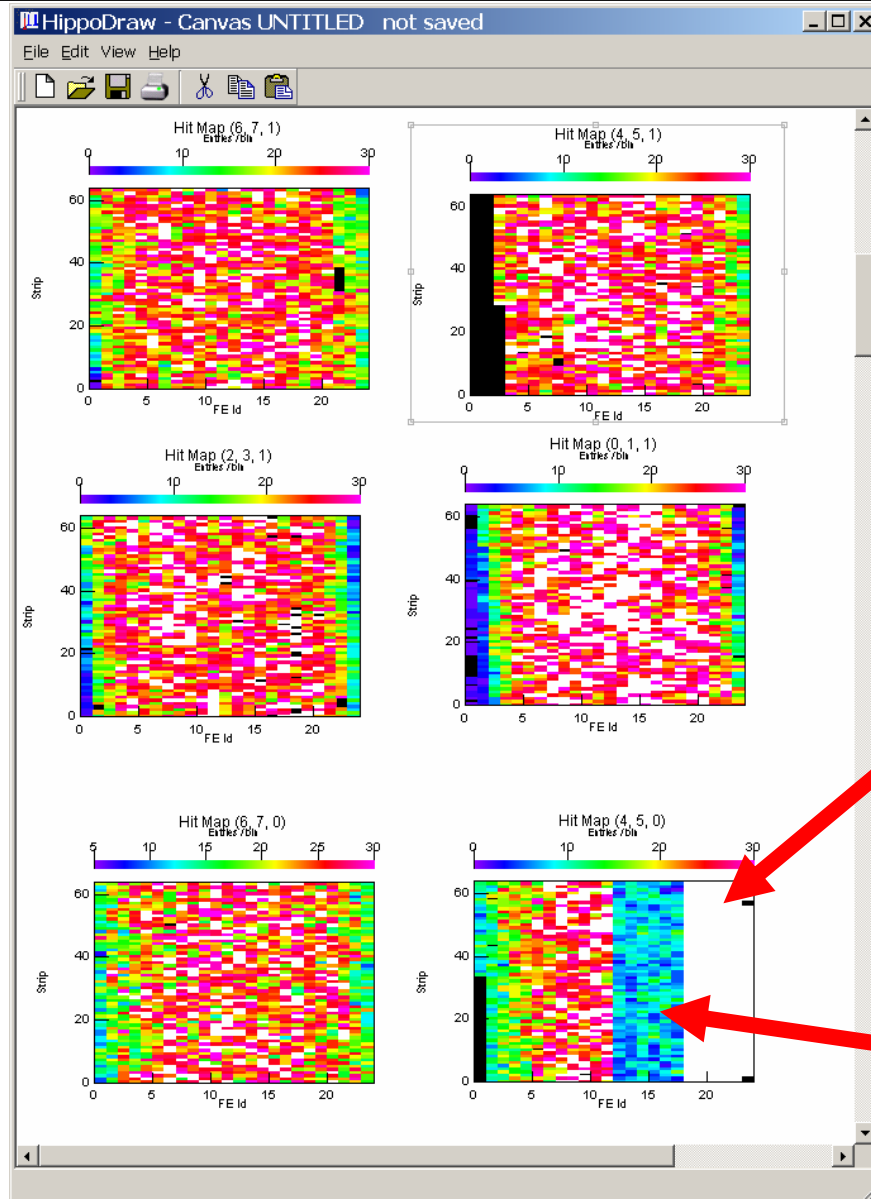 HippoDraw - Canvas UNTITLED not saved
File Edit View Help
Hit Map (6, 7, 1)
Entries / bin
0 10 20 30
60
40
20
0
Strip
0 5 10 15 20
FE Id
Hit Map (4, 5, 1)
Entries / bin
0 10 20 30
60
40
20
0
Strip
0 5 10 15 20
FE Id
Hit Map (2, 3, 1)
Entries / bin
0 10 20 30
60
40
20
0
Strip
0 5 10 15 20
FE Id
Hit Map (0, 1, 1)
Entries / bin
0 10 20 30
60
40
20
0
Strip
0 5 10 15 20
FE Id
Hit Map (6, 7, 0)
Entries / bin
5 10 15 20 25 30
60
40
20
0
Strip
0 5 10 15 20
FE Id
Hit Map (4, 5, 0)
Entries / bin
0 10 20 30
60
40
20
0
Strip
0 5 10 15 20
FE Id